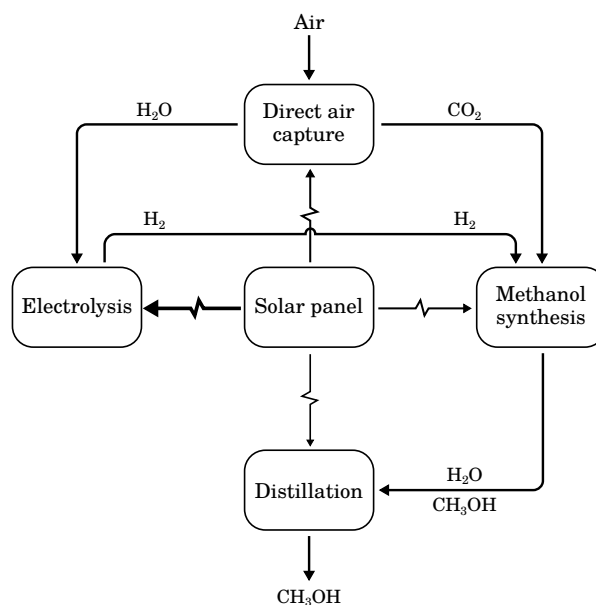 Air
Direct air
capture
H₂O
CO₂
H₂
H₂
Electrolysis
Solar panel
Methanol
synthesis
Distillation
H₂O
CH₃OH
CH₃OH